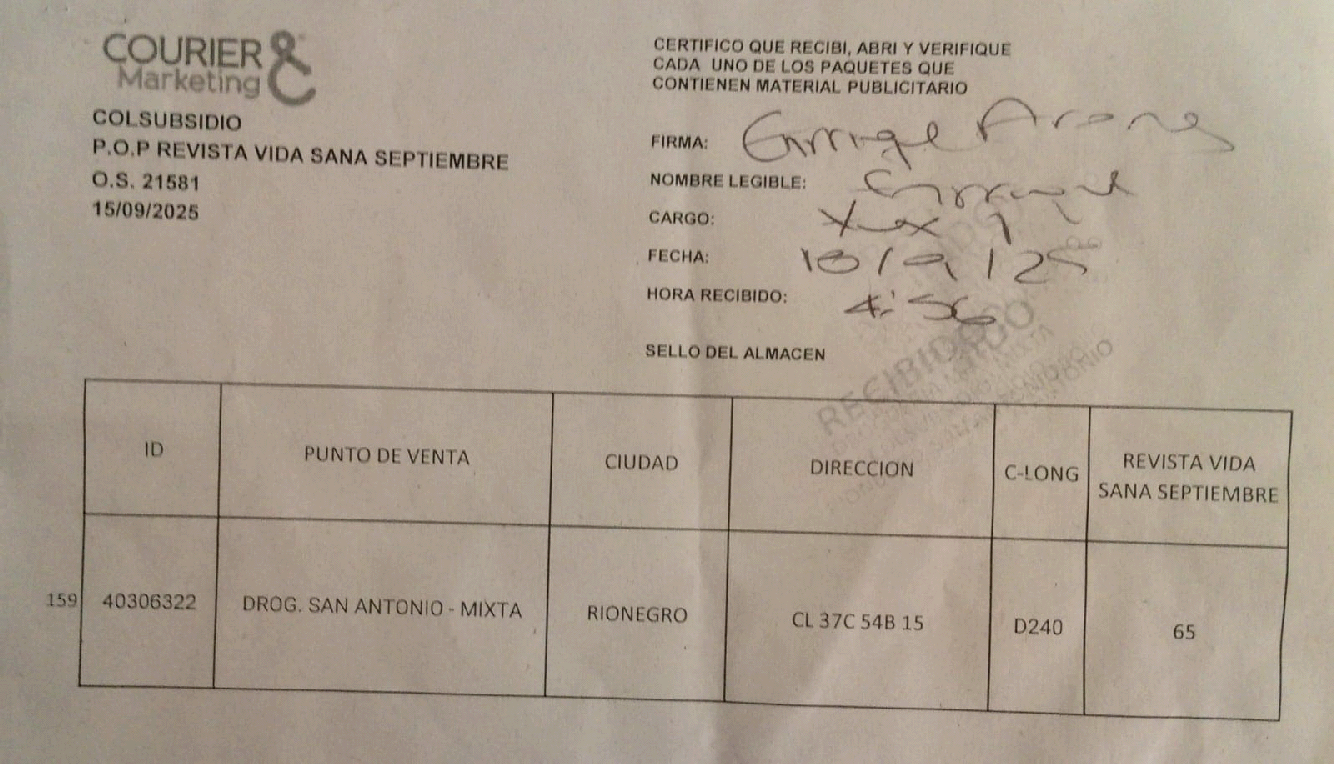 COURIER &
Marketing
COLSUBSIDIO
P.O.P REVISTA VIDA SANA SEPTIEMBRE
O.S. 21581
15/09/2025
CERTIFICO QUE RECIBI, ABRI Y VERIFIQUE
CADA UNO DE LOS PAQUETES QUE
CONTIENEN MATERIAL PUBLICITARIO
FIRMA: Enrrique
NOMBRE LEGIBLE: Enrrique
CARGO:
FECHA: 18/9/25
HORA RECIBIDO: 4:56
SELLO DEL ALMACEN
RECIBIDO
ID PUNTO DE VENTA CIUDAD DIRECCION C-LONG REVISTA VIDA
SANA SEPTIEMBRE
159 40306322 DROG. SAN ANTONIO - MIXTA RIONEGRO CL 37C 54B 15 D240 65